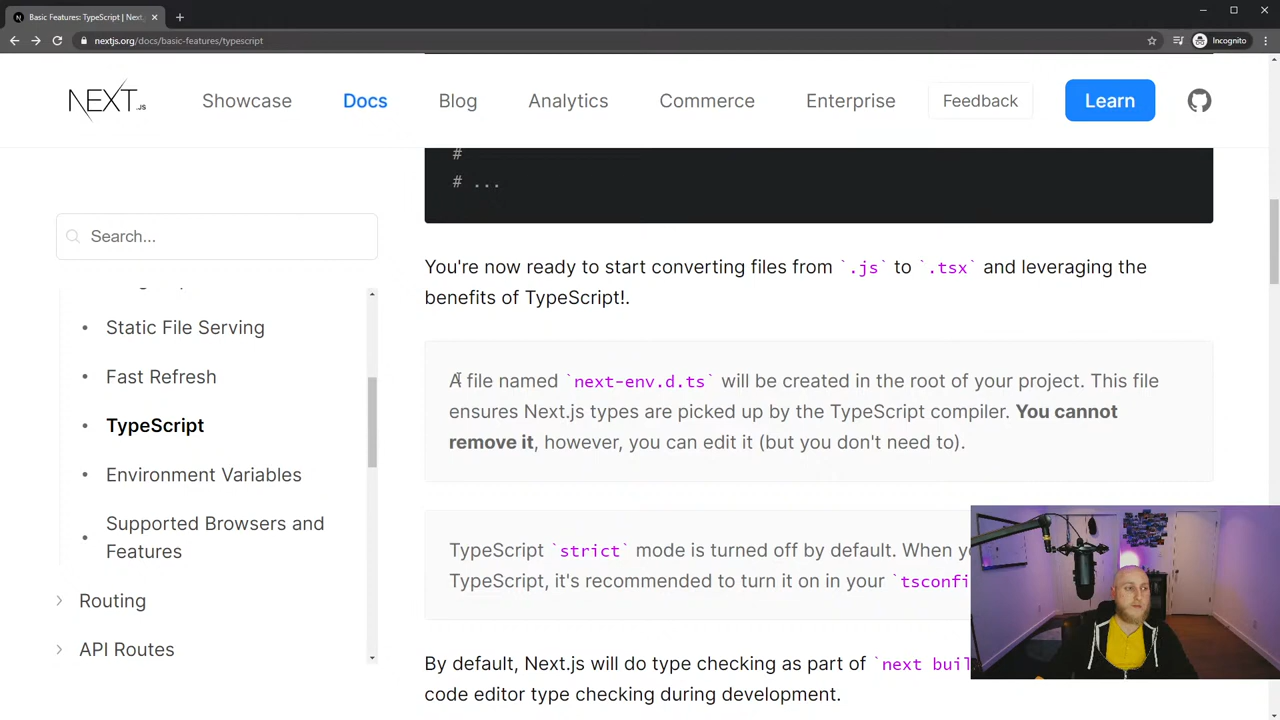 Basic Features: TypeScript | Next.
nextjs.org/docs/basic-features/typescript
Incognito
NEXT.JS
Showcase
Docs
Blog
Analytics
Commerce
Enterprise
Feedback
Learn
Search...
Static File Serving
Fast Refresh
TypeScript
Environment Variables
Supported Browsers and
Features
Routing
API Routes
#
# ...
You're now ready to start converting files from `.js` to `.tsx` and leveraging the
benefits of TypeScript!.
A file named `next-env.d.ts` will be created in the root of your project. This file
ensures Next.js types are picked up by the TypeScript compiler. You cannot
remove it, however, you can edit it (but you don't need to).
TypeScript `strict` mode is turned off by default. When
TypeScript, it's recommended to turn it on in your `tsconfi
By default, Next.js will do type checking as part of `next buil
code editor type checking during development.